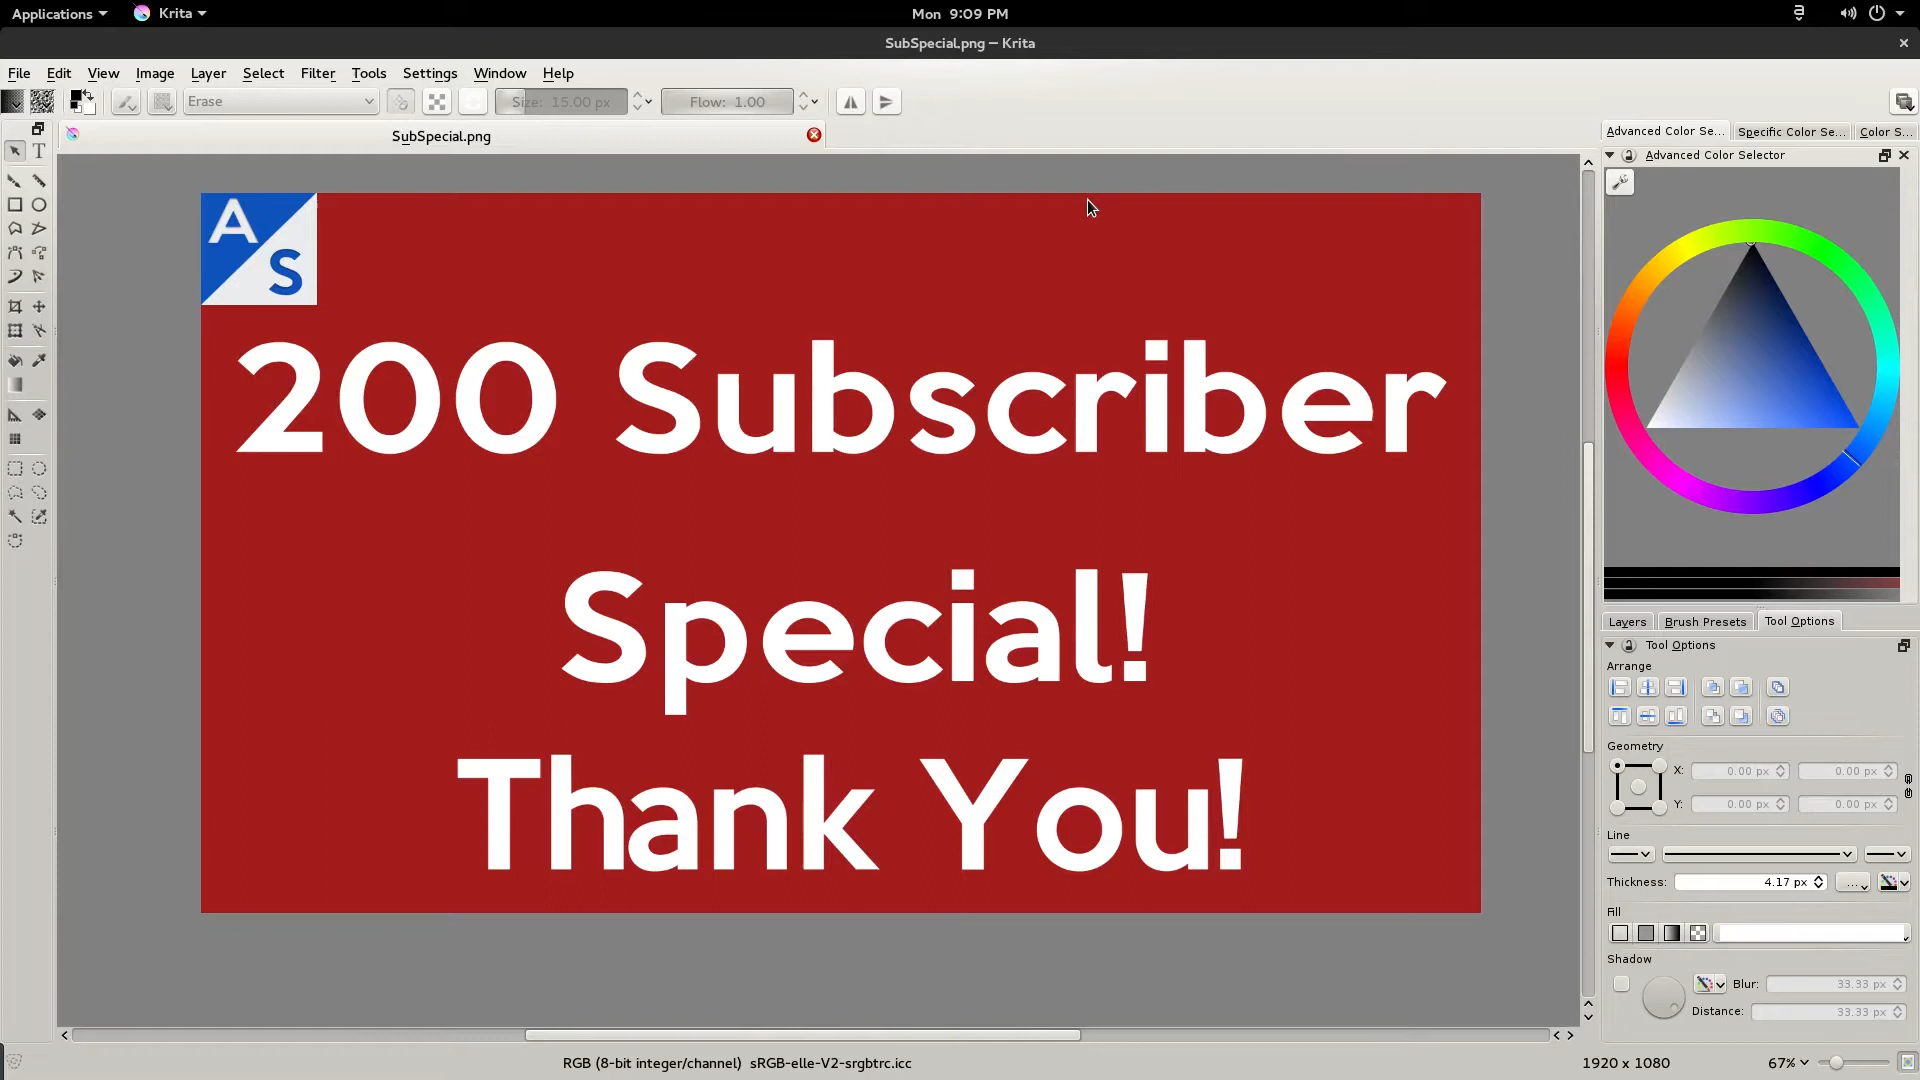 Applications Krita Mon 9:09 PM
SubSpecial.png — Krita
File Edit View Image Layer Select Filter Tools Settings Window Help
Erase Size: 15.00 px Flow: 1.00
SubSpecial.png
Advanced Color Se... Specific Color Se... Color S...
Advanced Color Selector
T
A
S
200 Subscriber
Special!
Thank You!
Layers Brush Presets Tool Options
Tool Options
Arrange
Geometry
X: 0.00 px 0.00 px
Y: 0.00 px 0.00 px
Line
Thickness: 4.17 px ...
Fill
Shadow
Blur: 33.33 px
Distance: 33.33 px
RGB (8-bit integer/channel) sRGB-elle-V2-srgbtrc.icc 1920 x 1080 67%